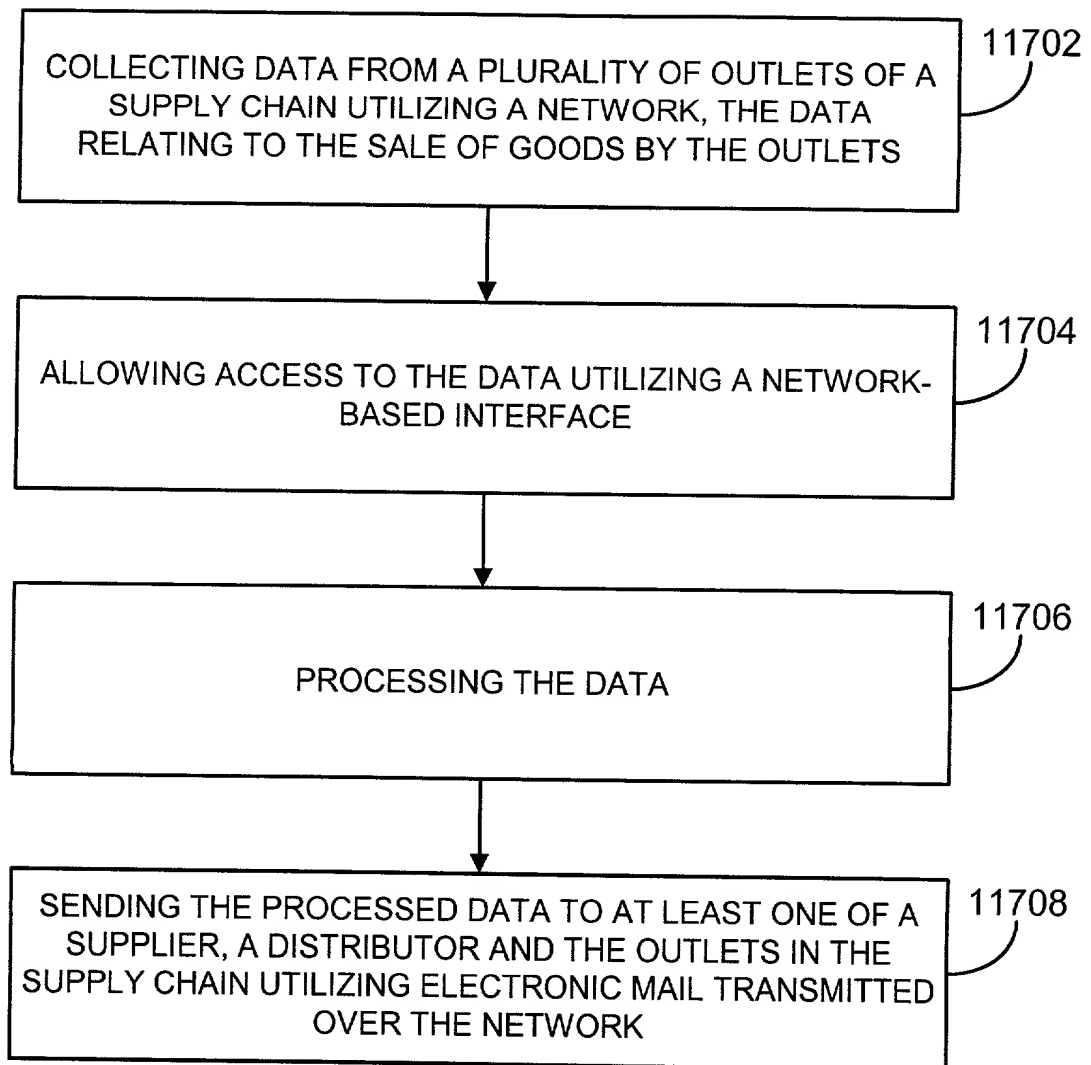 11702
COLLECTING DATA FROM A PLURALITY OF OUTLETS OF A
SUPPLY CHAIN UTILIZING A NETWORK, THE DATA
RELATING TO THE SALE OF GOODS BY THE OUTLETS
11704
ALLOWING ACCESS TO THE DATA UTILIZING A NETWORK-
BASED INTERFACE
11706
PROCESSING THE DATA
11708
SENDING THE PROCESSED DATA TO AT LEAST ONE OF A
SUPPLIER, A DISTRIBUTOR AND THE OUTLETS IN THE
SUPPLY CHAIN UTILIZING ELECTRONIC MAIL TRANSMITTED
OVER THE NETWORK